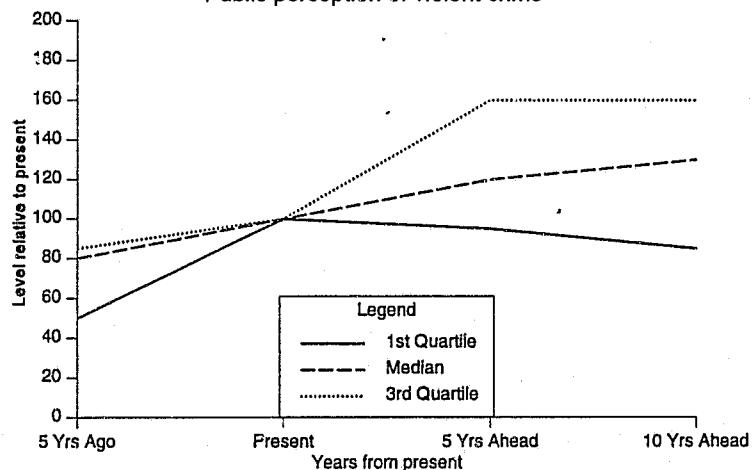 Public perception of violent crime
200
180
160
140
120
100
80
60
40
20
0
Level relative to present
Legend
1st Quartile
Median
3rd Quartile
5 Yrs Ago
Present
5 Yrs Ahead
10 Yrs Ahead
Years from present